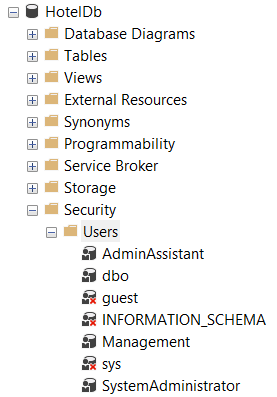 HotelDb
Database Diagrams
Tables
Views
External Resources
Synonyms
Programmability
Service Broker
Storage
Security
Users
AdminAssistant
dbo
guest
INFORMATION_SCHEMA
Management
sys
SystemAdministrator